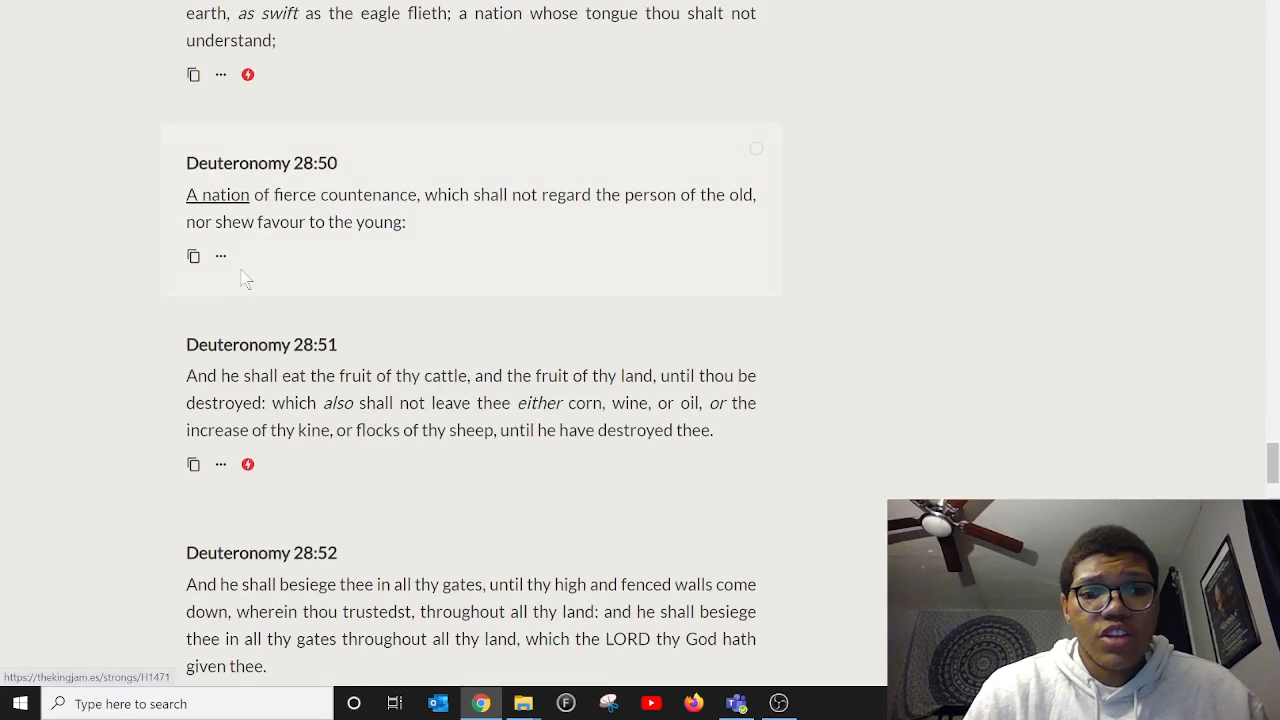 earth, as swift as the eagle flieth; a nation whose tongue thou shalt not
understand;
Deuteronomy 28:50
A nation of fierce countenance, which shall not regard the person of the old,
nor shew favour to the young:
Deuteronomy 28:51
And he shall eat the fruit of thy cattle, and the fruit of thy land, until thou be
destroyed: which also shall not leave thee either corn, wine, or oil, or the
increase of thy kine, or flocks of thy sheep, until he have destroyed thee.
Deuteronomy 28:52
And he shall besiege thee in all thy gates, until thy high and fenced walls come
down, wherein thou trustedst, throughout all thy land: and he shall besiege
thee in all thy gates throughout all thy land, which the LORD thy God hath
given thee.
https://thekingjam.es/strongs/H1471
Type here to search